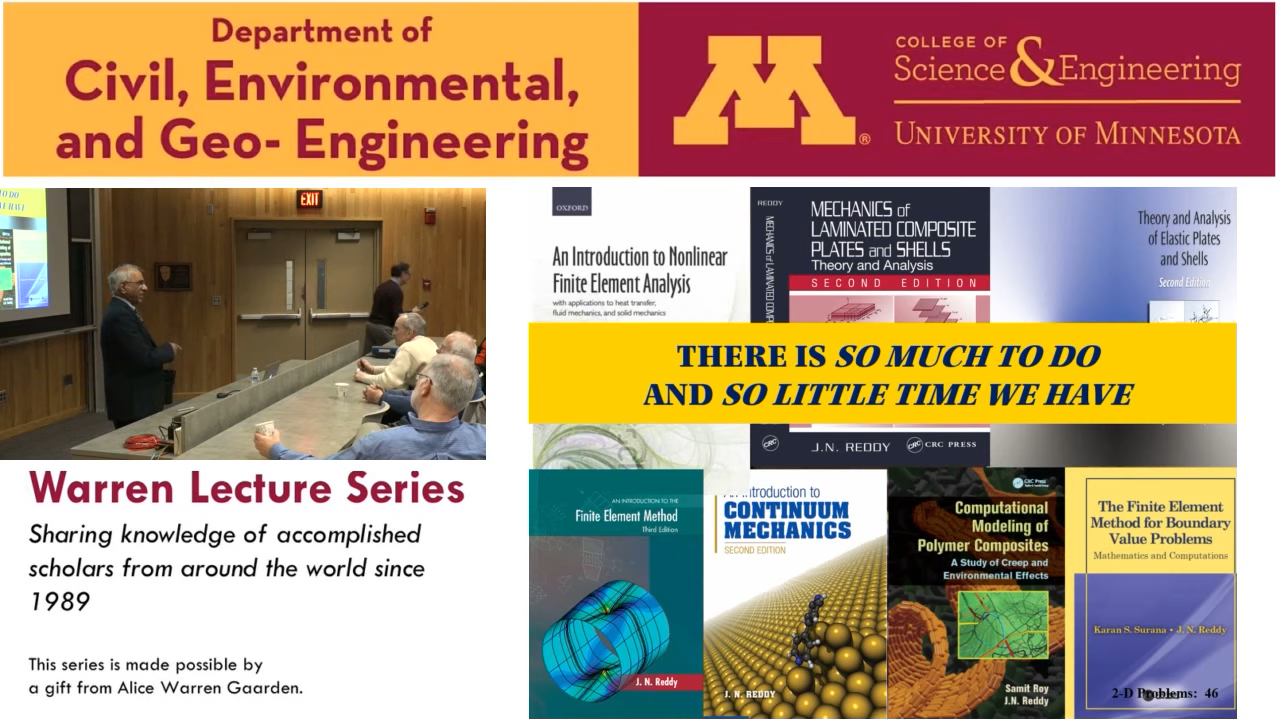 Department of
Civil, Environmental,
and Geo- Engineering
M®
COLLEGE OF
Science & Engineering
UNIVERSITY OF MINNESOTA
EXIT
Warren Lecture Series
Sharing knowledge of accomplished
scholars from around the world since
1989
This series is made possible by
a gift from Alice Warren Gaarden.
OXFORD
An Introduction to Nonlinear
Finite Element Analysis
with applications to heat transfer,
fluid mechanics, and solid mechanics
REDDY
MECHANICS of
LAMINATED COMPOSITE
PLATES and SHELLS
Theory and Analysis
SECOND EDITION
Theory and Analysis
of Elastic Plates
and Shells
Second Edition
THERE IS SO MUCH TO DO
AND SO LITTLE TIME WE HAVE
CRC
J.N. REDDY
CRC CRC PRESS
AN INTRODUCTION TO THE
Finite Element Method
Third Edition
J. N. Reddy
An Introduction to
CONTINUUM
MECHANICS
SECOND EDITION
J. N. REDDY
CRC Press
Computational
Modeling of
Polymer Composites
A Study of Creep and
Environmental Effects
Samit Roy
J.N. Reddy
The Finite Element
Method for Boundary
Value Problems
Mathematics and Computations
Karan S. Surana • J. N. Reddy
2-D Problems: 46